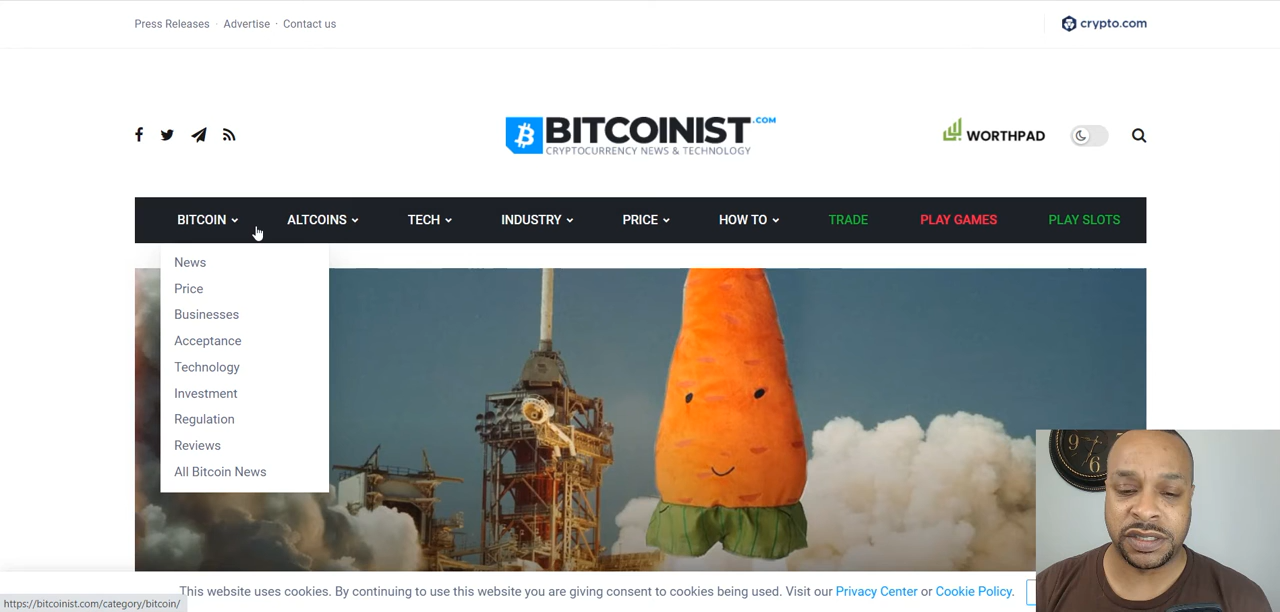 Press Releases · Advertise · Contact us
crypto.com
BITCOINIST.COM
CRYPTOCURRENCY NEWS & TECHNOLOGY
WORTHPAD
BITCOIN ALTCOINS TECH INDUSTRY PRICE HOW TO TRADE PLAY GAMES PLAY SLOTS
News
Price
Businesses
Acceptance
Technology
Investment
Regulation
Reviews
All Bitcoin News
9
6
This website uses cookies. By continuing to use this website you are giving consent to cookies being used. Visit our Privacy Center or Cookie Policy.
https://bitcoinist.com/category/bitcoin/